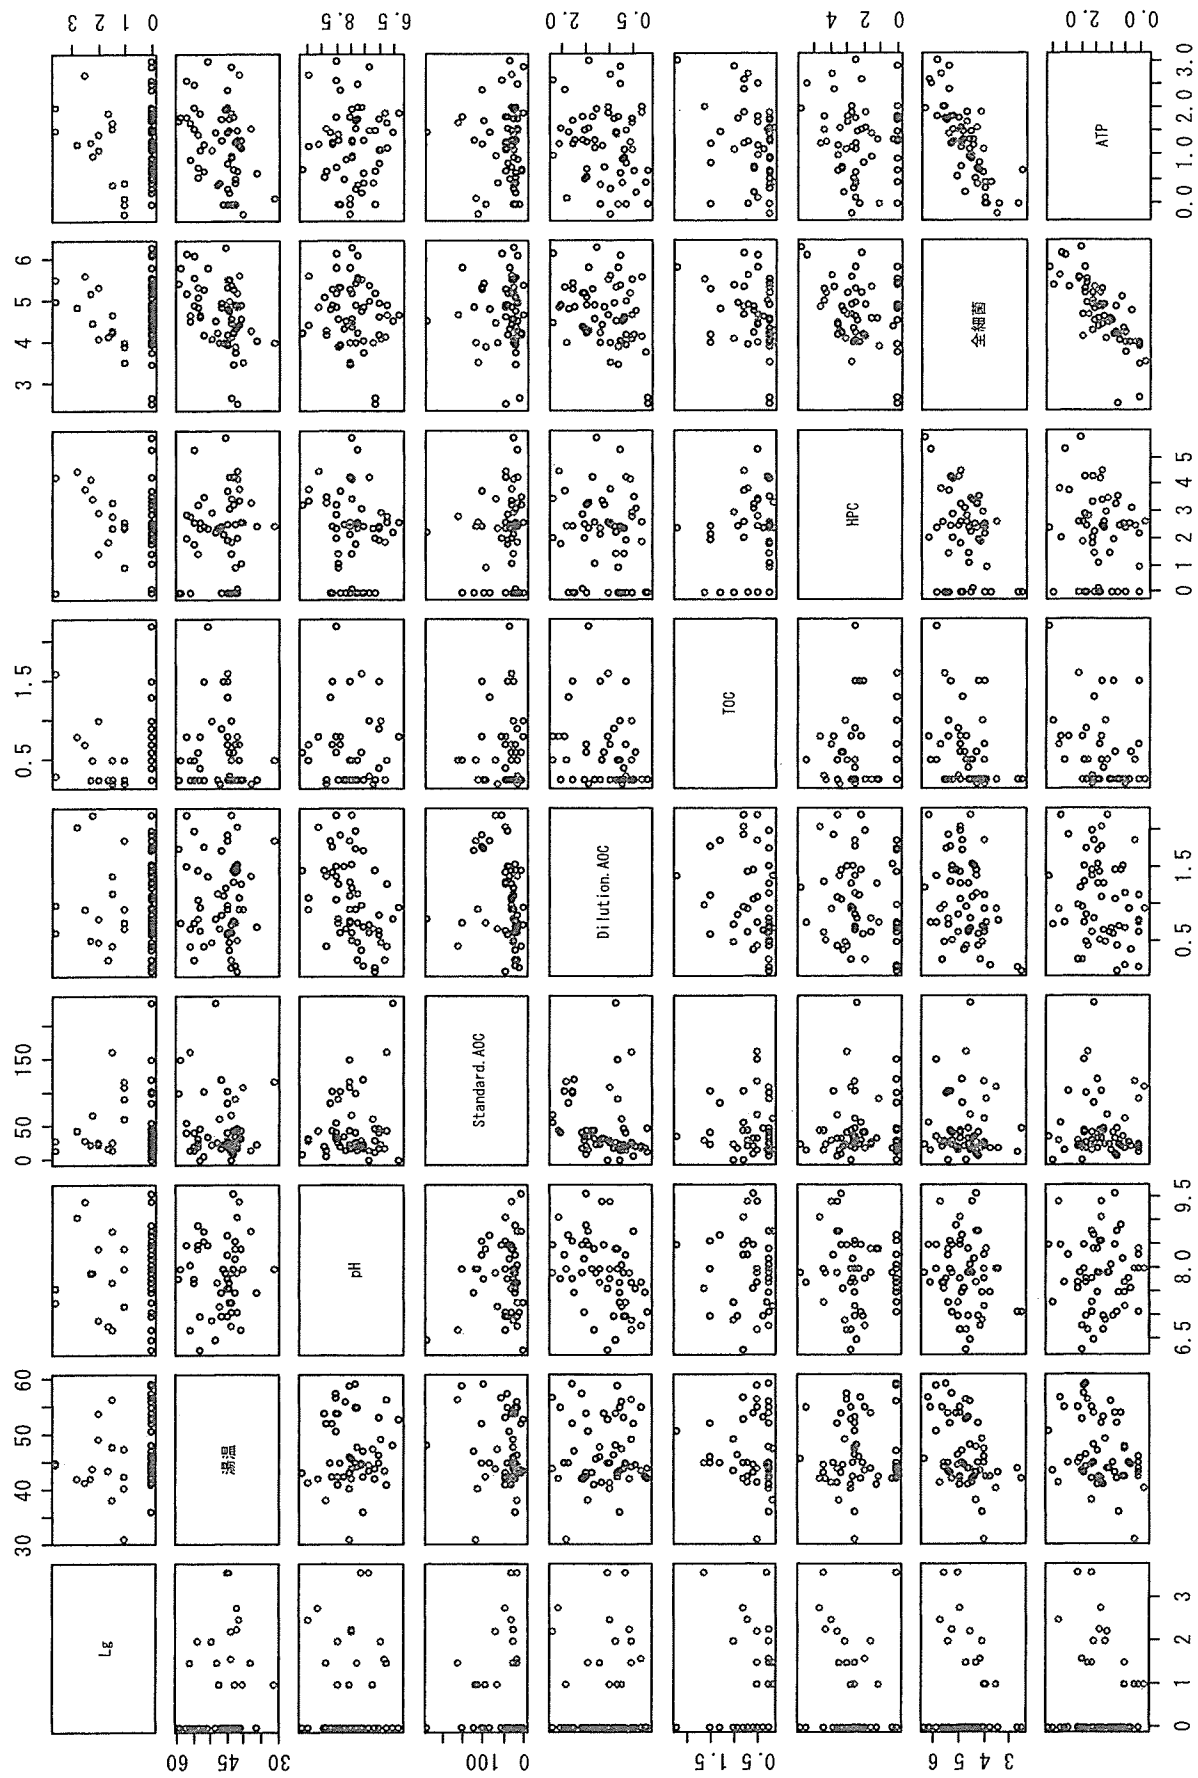 3 2 1 0
8.5 6.5
2.0 0.5
4 2 0
2.0 0.0
ATP
0.0 1.0 2.0 3.0
3 4 5 6
全細菌
HPC
0 1 2 3 4 5
0.5 1.5
TOC
Dilution.AOC
0.5 1.5
0 50 150
Standard.AOC
pH
6.5 8.0 9.5
30 40 50 60
湯温
Lg
0 1 2 3
60 45 30
100 0
1.5 0.5
6 5 4 3